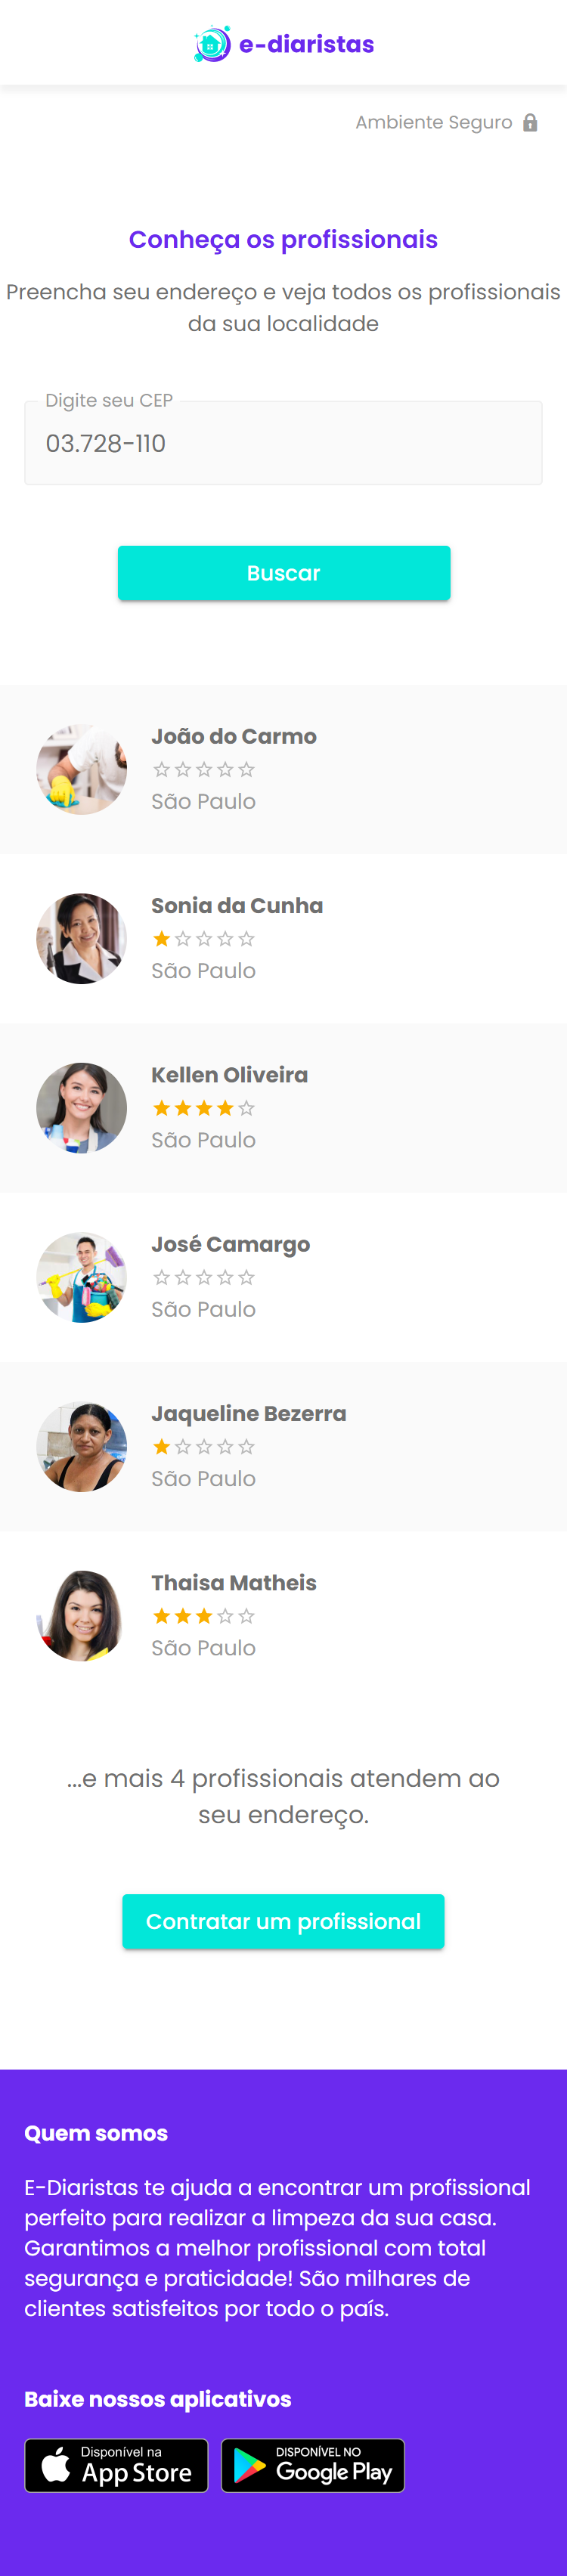 e-diaristas
Ambiente Seguro
Conheça os profissionais
Preencha seu endereço e veja todos os profissionais
da sua localidade
Digite seu CEP
03.728-110
Buscar
João do Carmo
São Paulo
Sonia da Cunha
São Paulo
Kellen Oliveira
São Paulo
José Camargo
São Paulo
Jaqueline Bezerra
São Paulo
Thaisa Matheis
São Paulo
...e mais 4 profissionais atendem ao
seu endereço.
Contratar um profissional
Quem somos
E-Diaristas te ajuda a encontrar um profissional
perfeito para realizar a limpeza da sua casa.
Garantimos a melhor profissional com total
segurança e praticidade! São milhares de
clientes satisfeitos por todo o país.
Baixe nossos aplicativos
Disponível na
App Store
DISPONÍVEL NO
Google Play